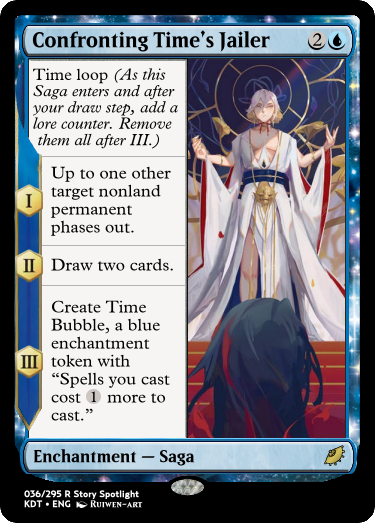 Confronting Time's Jailer 2
Time loop (As this
Saga enters and after
your draw step, add a
lore counter. Remove
them all after III.)
I
Up to one other
target nonland
permanent
phases out.
II
Draw two cards.
III
Create Time
Bubble, a blue
enchantment
token with
“Spells you cast
cost 1 more to
cast.”
Enchantment — Saga
036/295 R Story Spotlight
KDT • ENG Ruiwen-art